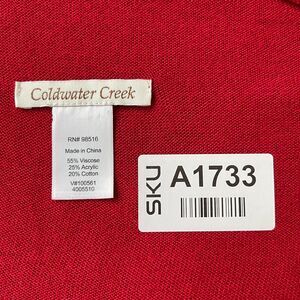 Coldwater Creek
RN# 98516
Made in China
55% Viscose
25% Acrylic
20% Cotton
V#100561
4005510
SKU
A1733